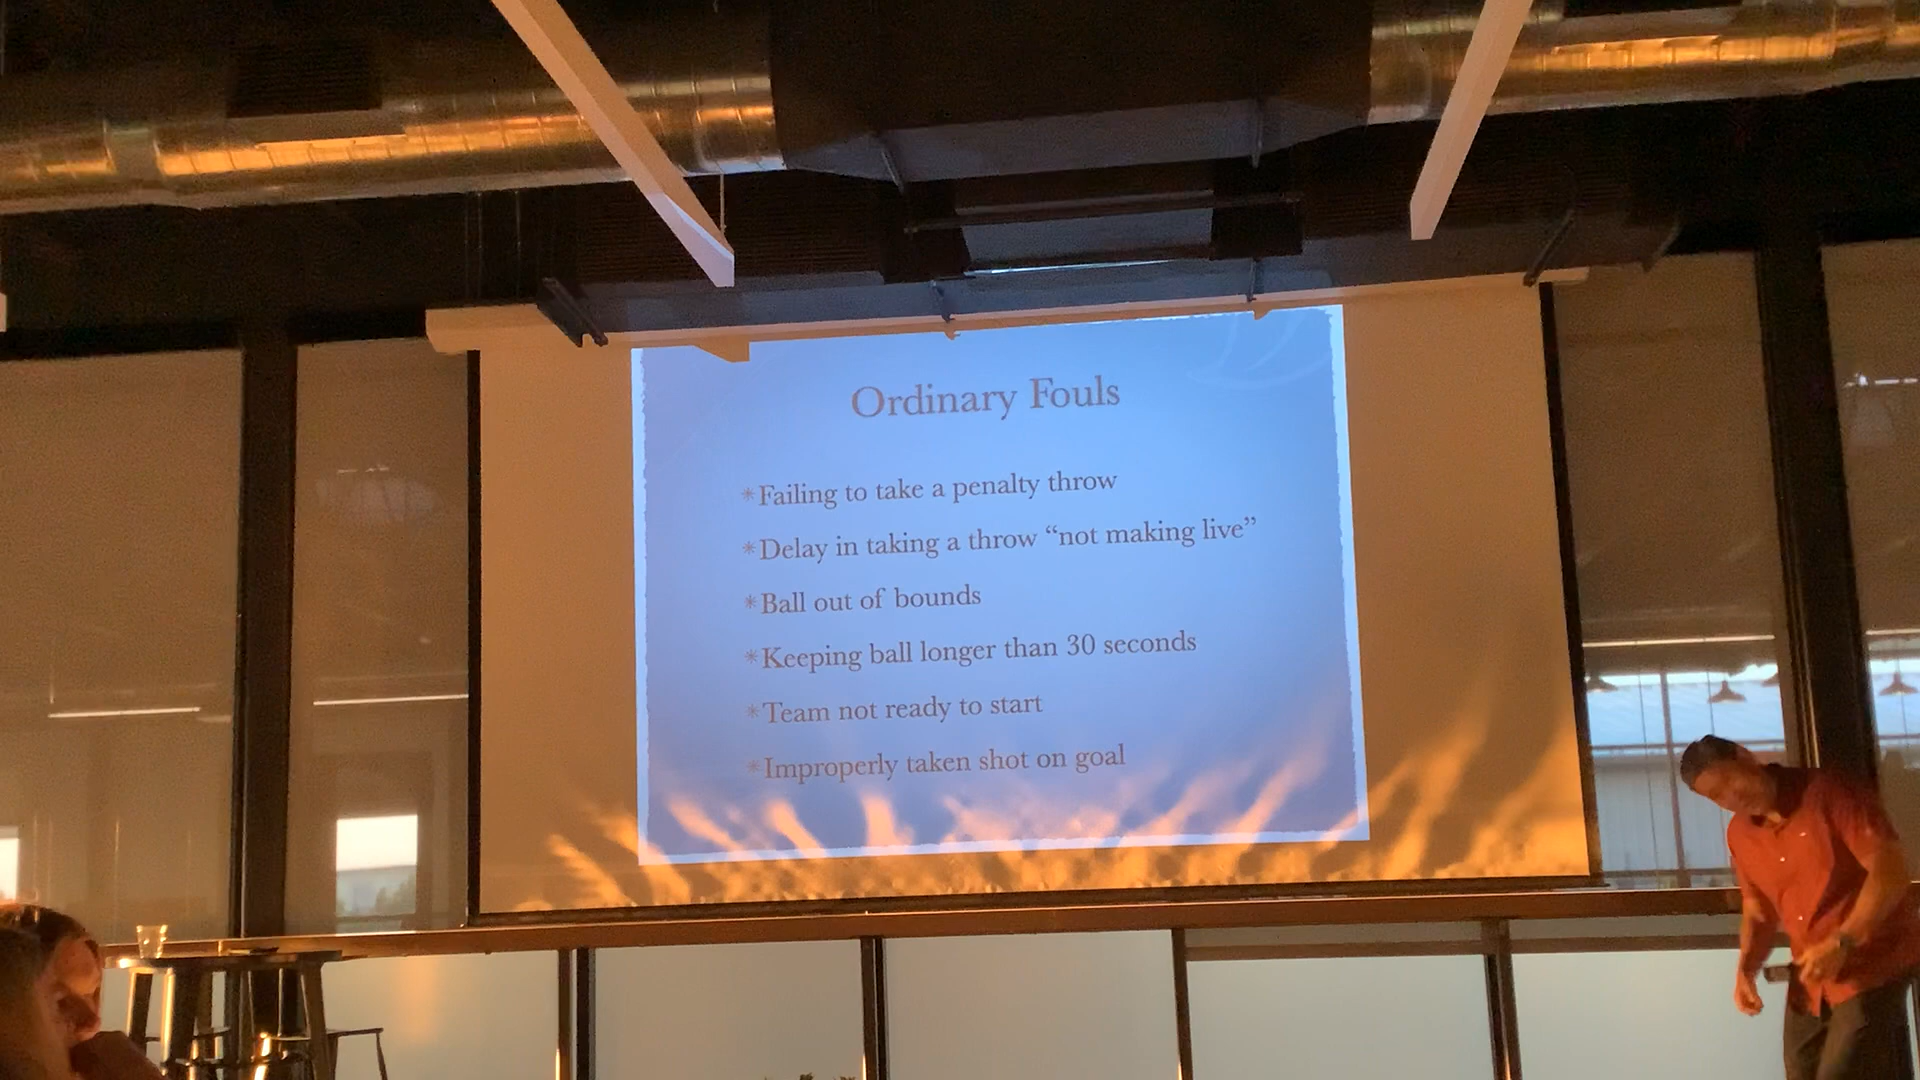 Ordinary Fouls
*Failing to take a penalty throw
*Delay in taking a throw “not making live”
*Ball out of bounds
*Keeping ball longer than 30 seconds
*Team not ready to start
*Improperly taken shot on goal